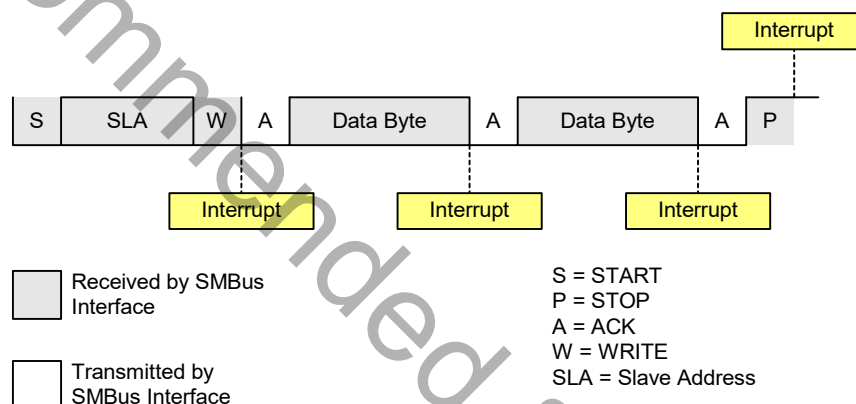 Interrupt
S SLA W A Data Byte A Data Byte A P
Interrupt Interrupt Interrupt
Received by SMBus
Interface
Transmitted by
SMBus Interface
S = START
P = STOP
A = ACK
W = WRITE
SLA = Slave Address
ommended